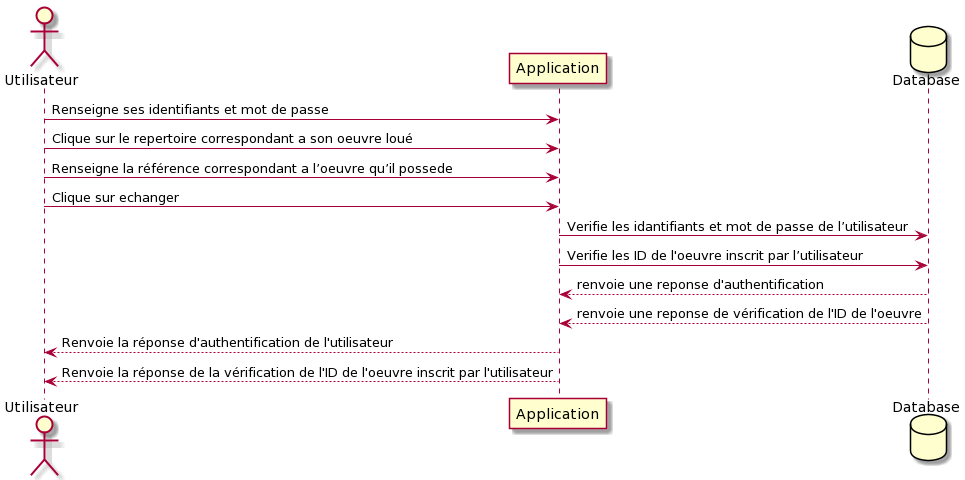 Utilisateur
Application
Database
Renseigne ses identifiants et mot de passe
Clique sur le repertoire correspondant a son oeuvre loué
Renseigne la référence correspondant a l’oeuvre qu’il possede
Clique sur echanger
Verifie les idantifiants et mot de passe de l’utilisateur
Verifie les ID de l'oeuvre inscrit par l’utilisateur
renvoie une reponse d'authentification
renvoie une reponse de vérification de l'ID de l'oeuvre
Renvoie la réponse d'authentification de l'utilisateur
Renvoie la réponse de la vérification de l'ID de l'oeuvre inscrit par l'utilisateur
Utilisateur
Application
Database